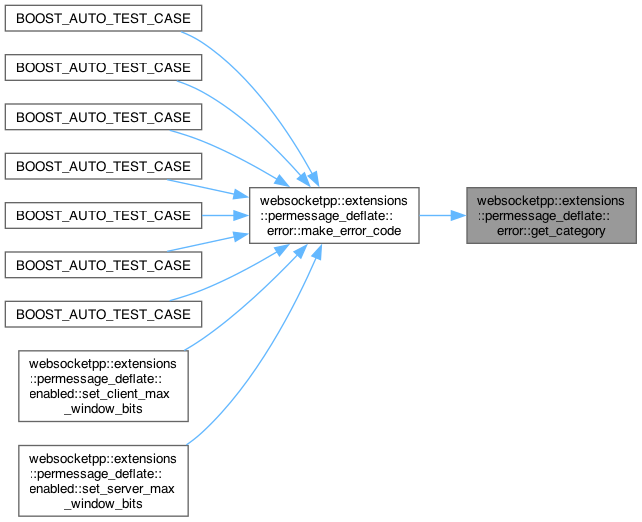 BOOST_AUTO_TEST_CASE
BOOST_AUTO_TEST_CASE
BOOST_AUTO_TEST_CASE
BOOST_AUTO_TEST_CASE
BOOST_AUTO_TEST_CASE
BOOST_AUTO_TEST_CASE
BOOST_AUTO_TEST_CASE
websocketpp::extensions
::permessage_deflate::
enabled::set_client_max
_window_bits
websocketpp::extensions
::permessage_deflate::
enabled::set_server_max
_window_bits
websocketpp::extensions
::permessage_deflate::
error::make_error_code
websocketpp::extensions
::permessage_deflate::
error::get_category